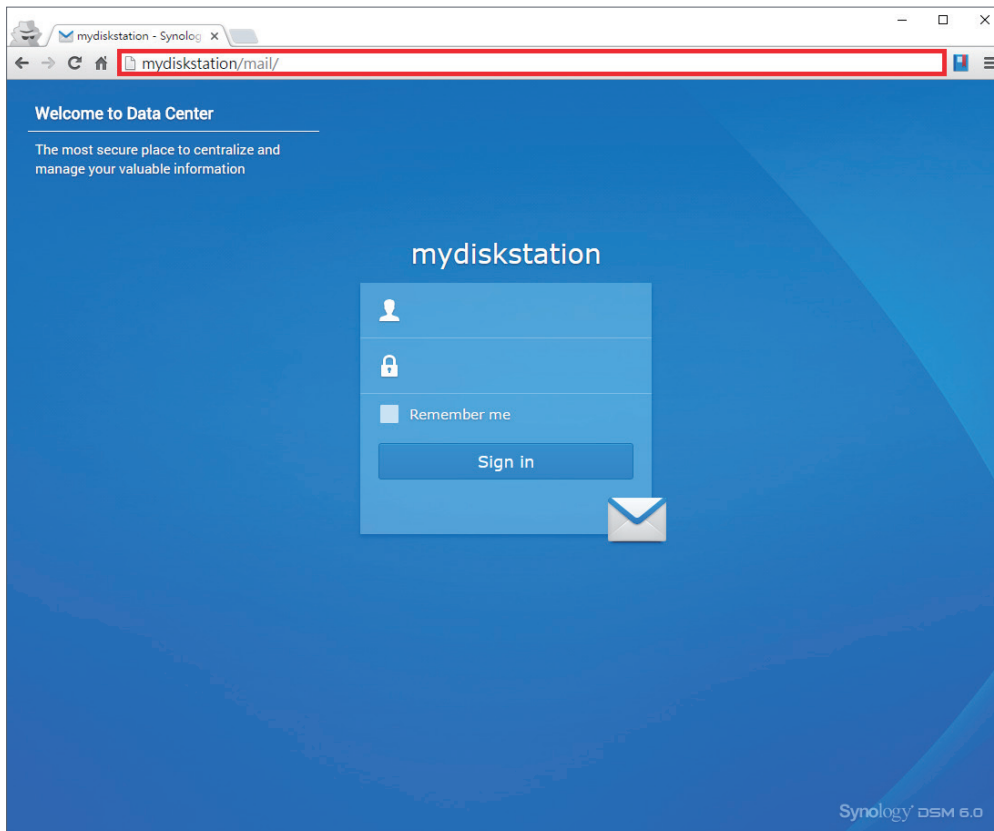 mydiskstation - Synolog
mydiskstation/mail/
Welcome to Data Center
The most secure place to centralize and
manage your valuable information
mydiskstation
Remember me
Sign in
Synology DSM 6.0